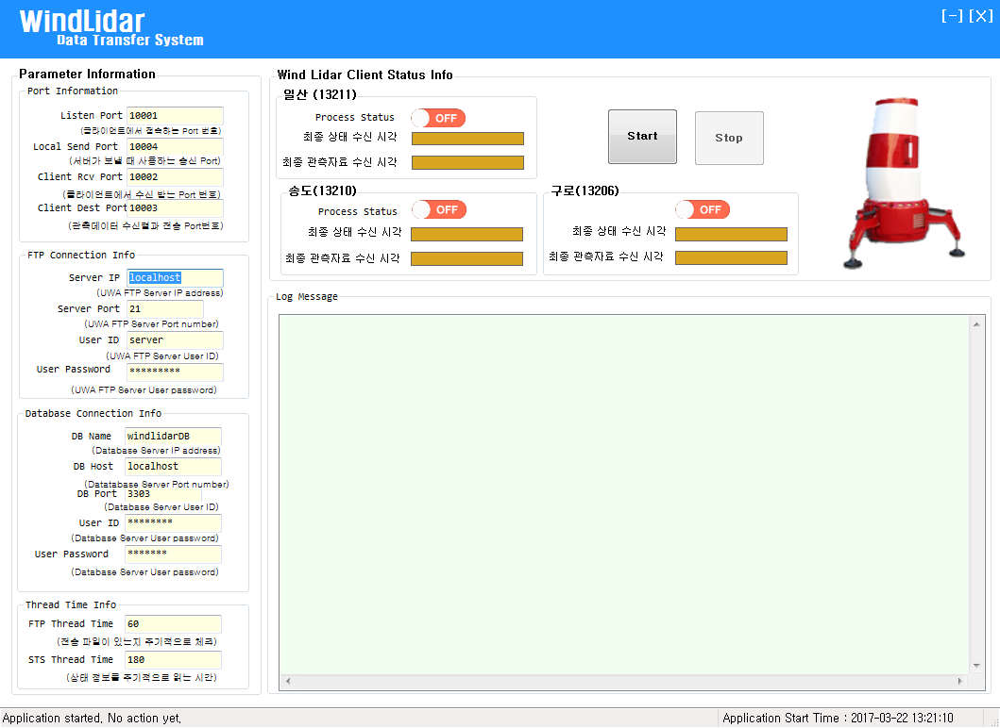 WindLidar
Data Transfer System
[-] [X]
Parameter Information
Port Information
Listen Port 10001
(클라이언트에서 접속하는 Port 번호)
Local Send Port 10004
(서버가 보낼 때 사용하는 송신 Port)
Client Rcv Port 10002
(클라이언트에서 수신 받는 Port 번호)
Client Dest Port 10003
(관측데이터 수신결과 전송 Port번호)
FTP Connection Info
Server IP localhost
(UWA FTP Server IP address)
Server Port 21
(UWA FTP Server Port number)
User ID server
(UWA FTP Server User ID)
User Password *********
(UWA FTP Server User password)
Database Connection Info
DB Name windlidarDB
(Database Server IP address)
DB Host localhost
(Datatabase Server Port number)
DB Port 3303
(Database Server User ID)
User ID ********
(Database Server User password)
User Password *******
(Database Server User password)
Thread Time Info
FTP Thread Time 60
(전송 파일이 있는지 주기적으로 체크)
STS Thread Time 180
(상태 정보를 주기적으로 읽는 시간)
Wind Lidar Client Status Info
일산 (13211)
Process Status OFF
최종 상태 수신 시각
최종 관측자료 수신 시각
Start
Stop
송도(13210)
Process Status OFF
최종 상태 수신 시각
최종 관측자료 수신 시각
구로(13206)
OFF
최종 상태 수신 시각
최종 관측자료 수신 시각
Log Message
Application started. No action yet.
Application Start Time : 2017-03-22 13:21:10